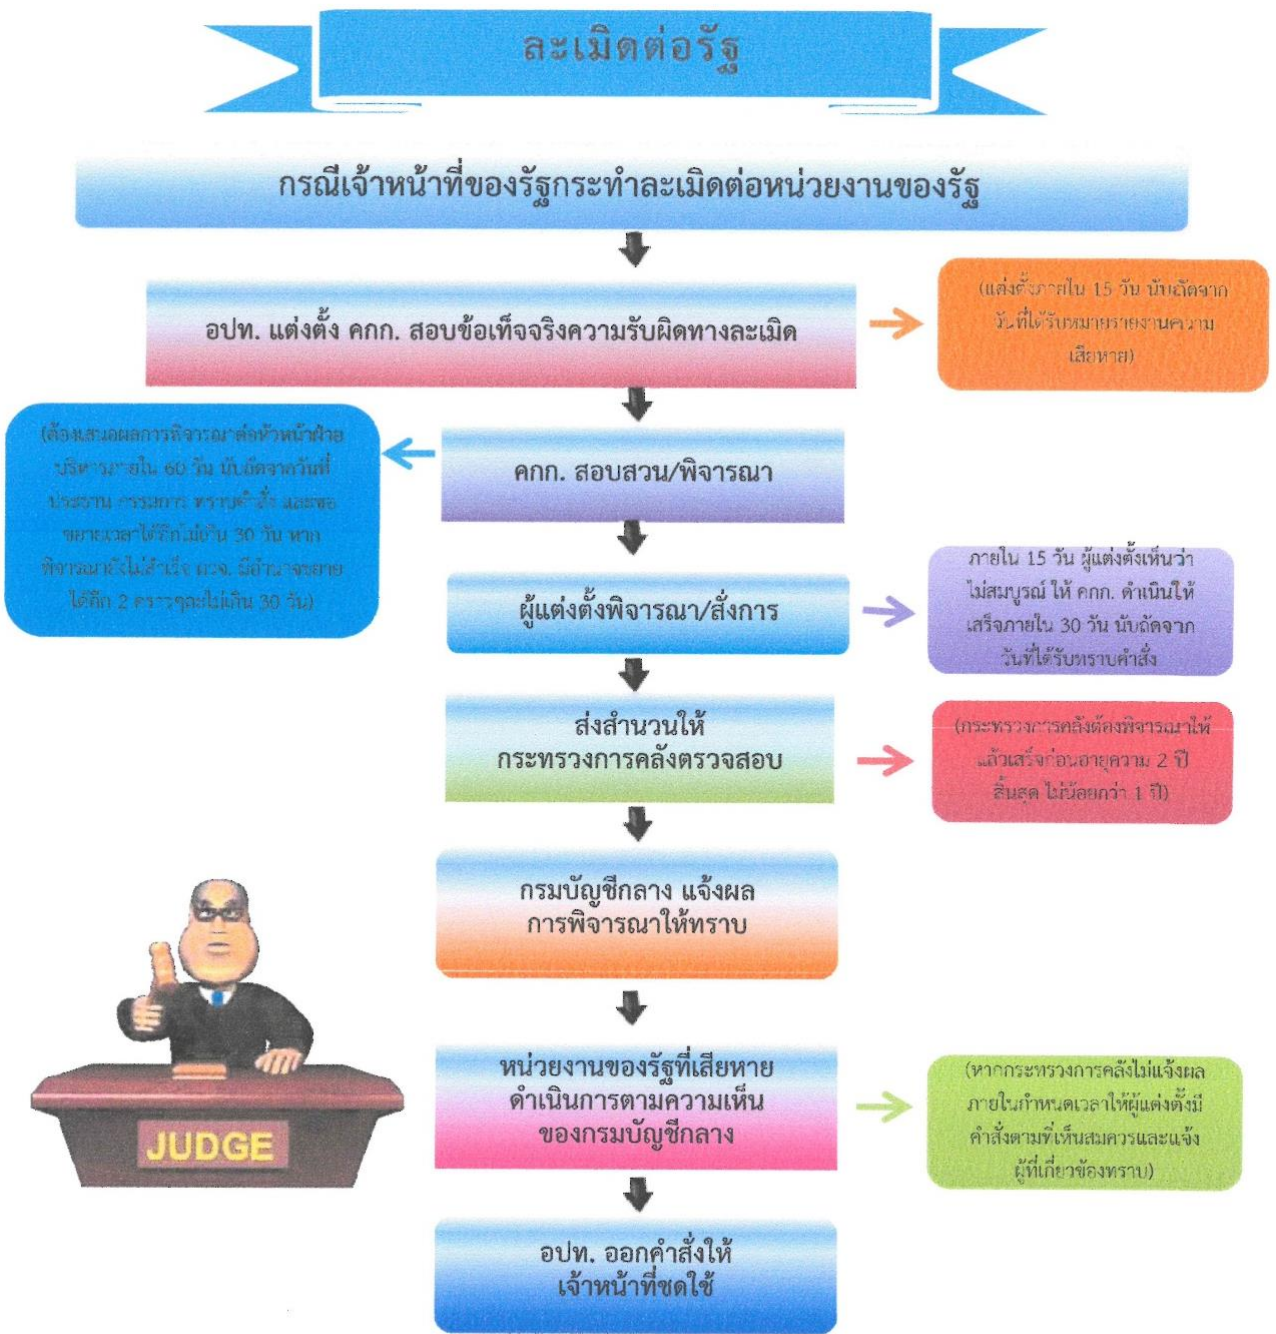 ละเมิดต่อรัฐ
กรณีเจ้าหน้าที่ของรัฐกระทำละเมิดต่อหน่วยงานของรัฐ
อปท. แต่งตั้ง คกก. สอบข้อเท็จจริงความรับผิดทางละเมิด
(แต่งตั้งภายใน 15 วัน นับถัดจาก
วันที่ได้รับหมายรายงานความ
เสียหาย)
(ต้องเสนอผลการพิจารณาต่อหัวหน้าฝ่าย
บริหารภายใน 60 วัน นับถัดจากวันที่
ประธาน กรรมการ ทราบคำสั่ง และขอ
ขยายเวลาได้อีกไม่เกิน 30 วัน หาก
พิจารณายังไม่สำเร็จ ผวจ. มีอำนาจขยาย
ได้อีก 2 คราวๆละไม่เกิน 30 วัน)
คกก. สอบสวน/พิจารณา
ผู้แต่งตั้งพิจารณา/สั่งการ
ภายใน 15 วัน ผู้แต่งตั้งเห็นว่า
ไม่สมบูรณ์ ให้ คกก. ดำเนินให้
เสร็จภายใน 30 วัน นับถัดจาก
วันที่ได้รับทราบคำสั่ง
ส่งสำนวนให้
กระทรวงการคลังตรวจสอบ
(กระทรวงการคลังต้องพิจารณาให้
แล้วเสร็จก่อนอายุความ 2 ปี
สิ้นสุด ไม่น้อยกว่า 1 ปี)
กรมบัญชีกลาง แจ้งผล
การพิจารณาให้ทราบ
หน่วยงานของรัฐที่เสียหาย
ดำเนินการตามความเห็น
ของกรมบัญชีกลาง
(หากกระทรวงการคลังไม่แจ้งผล
ภายในกำหนดเวลาให้ผู้แต่งตั้งมี
คำสั่งตามที่เห็นสมควรและแจ้ง
ผู้ที่เกี่ยวข้องทราบ)
JUDGE
อปท. ออกคำสั่งให้
เจ้าหน้าที่ชดใช้